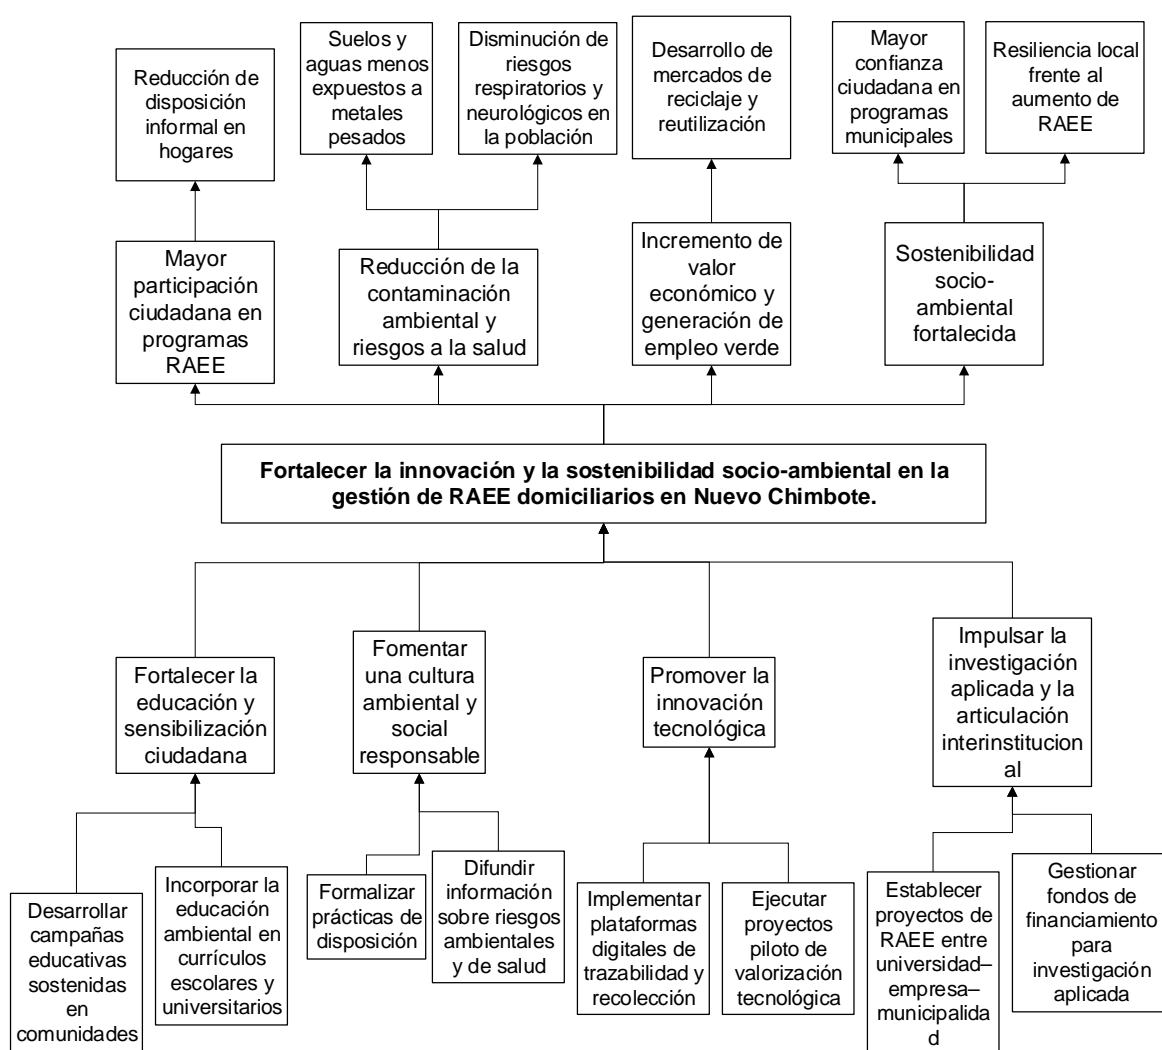 Reducción de
disposición
informal en
hogares
Suelos y
aguas menos
expuestos a
metales
pesados
Disminución de
riesgos
respiratorios y
neurológicos en
la población
Desarrollo de
mercados de
reciclaje y
reutilización
Mayor
confianza
ciudadana en
programas
municipales
Resiliencia local
frente al
aumento de
RAEE
Mayor
participación
ciudadana en
programas
RAEE
Reducción de la
contaminación
ambiental y
riesgos a la salud
Incremento de
valor
económico y
generación de
empleo verde
Sostenibilidad
socio-
ambiental
fortalecida
Fortalecer la innovación y la sostenibilidad socio-ambiental en la
gestión de RAEE domiciliarios en Nuevo Chimbote.
Fortalecer la
educación y
sensibilización
ciudadana
Fomentar
una cultura
ambiental y
social
responsable
Promover la
innovación
tecnológica
Impulsar la
investigación
aplicada y la
articulación
interinstitucion
al
Desarrollar
campañas
educativas
sostenidas
en
comunidades
Incorporar la
educación
ambiental en
currículos
escolares y
universitarios
Formalizar
prácticas de
disposición
Difundir
información
sobre riesgos
ambientales
y de salud
Implementar
plataformas
digitales de
trazabilidad y
recolección
Ejecutar
proyectos
piloto de
valorización
tecnológica
Establecer
proyectos de
RAEE entre
universidad–
empresa–
municipalida
d
Gestionar
fondos de
financiamiento
para
investigación
aplicada